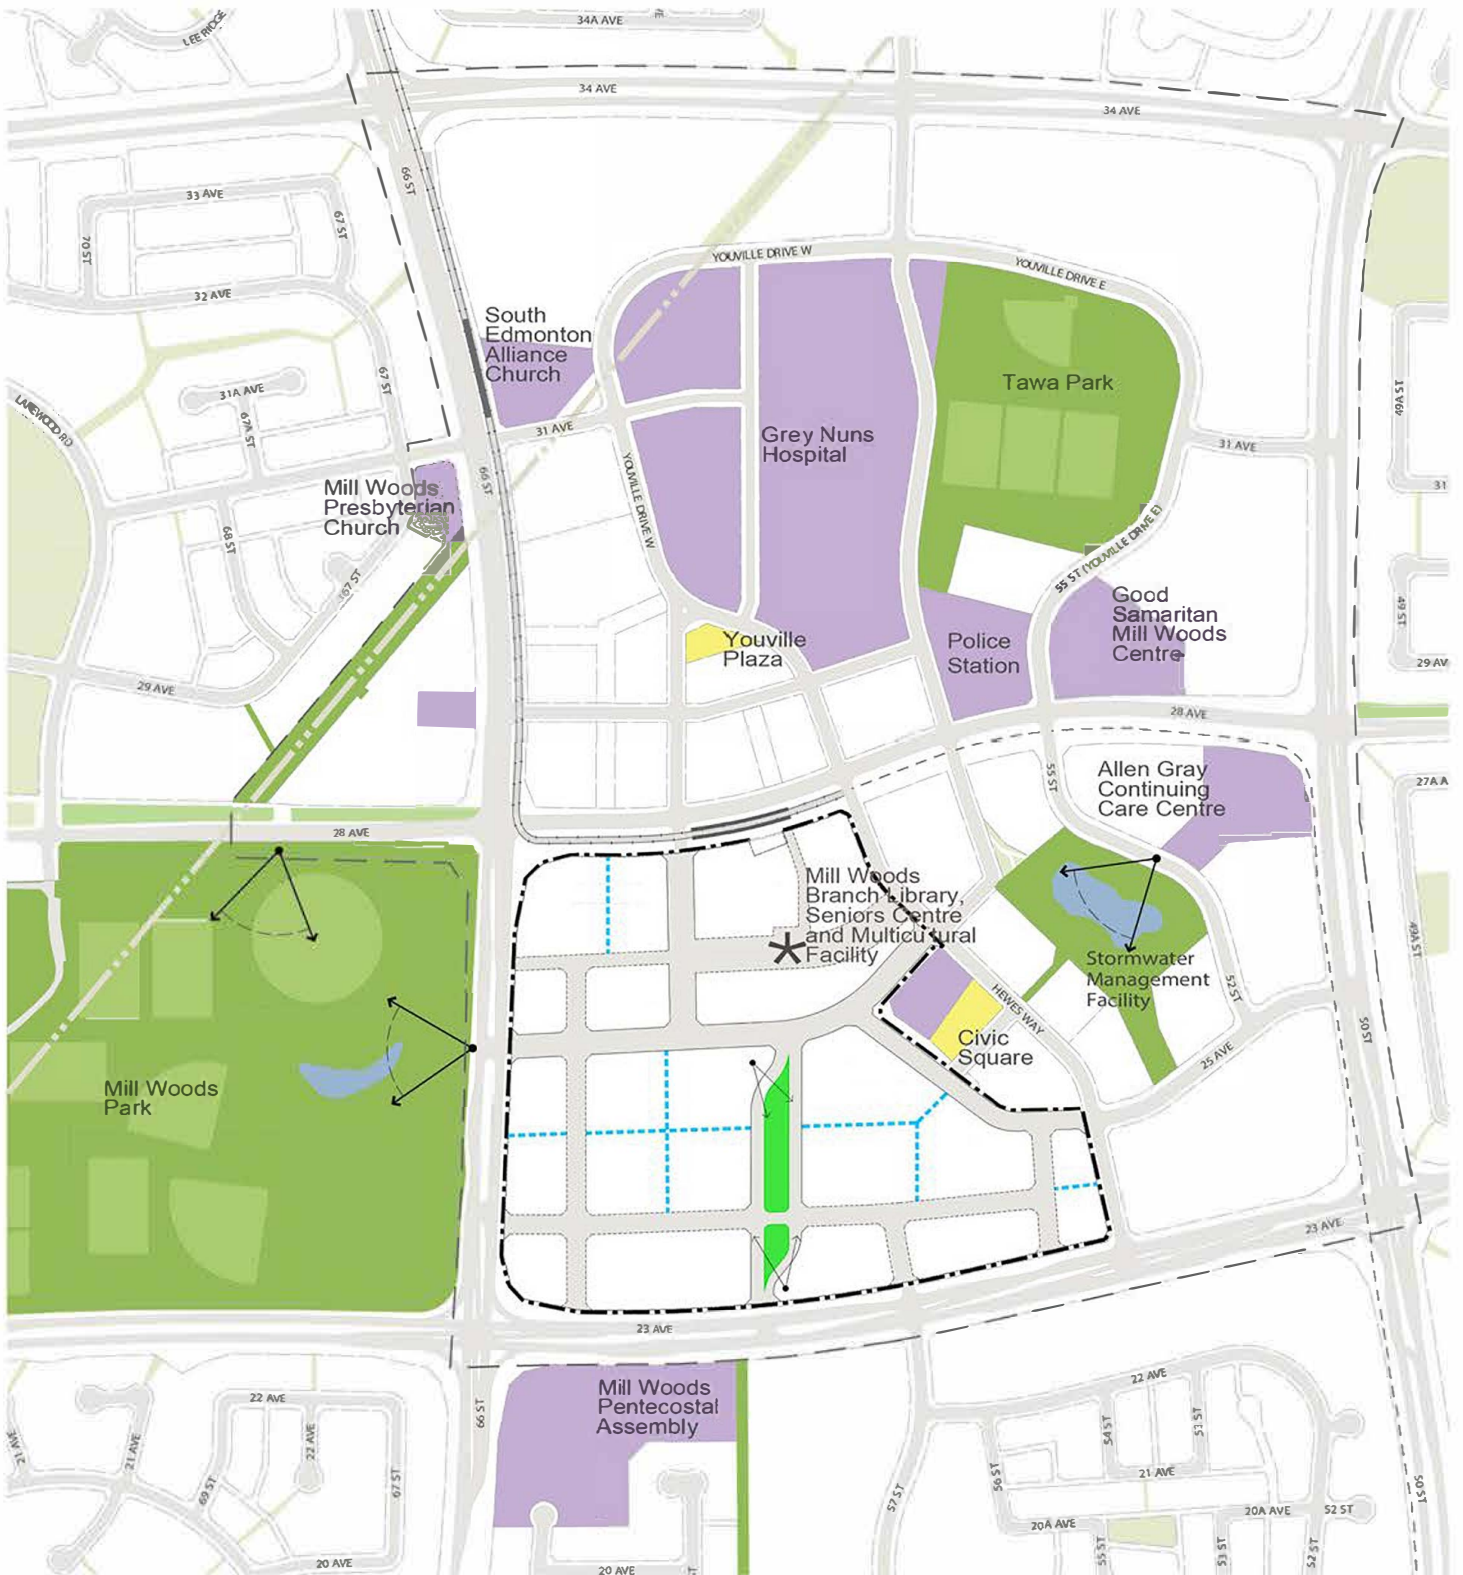 34A AVE
LEE RIDGE
34 AVE
34 AVE
66 ST
33 AVE
67 ST
70 ST
YOUVILLE DRIVE W
YOUVILLE DRIVE E
32 AVE
South
Edmonton
Alliance
Church
67 ST
31A AVE
67A ST
Tawa Park
49A ST
LAKEWOOD RD
31 AVE
Grey Nuns
Hospital
31 AVE
66 ST
YOUVILLE DRIVE W
31
Mill Woods
Presbyterian
Church
68 ST
67 ST
55 ST (YOUVILLE DRIVE E)
Good
Samaritan
Mill Woods
Centre
49 ST
Youville
Plaza
Police
Station
29 AV
29 AVE
28 AVE
55 ST
Allen Gray
Continuing
Care Centre
27A A
28 AVE
Mill Woods
Branch Library,
Seniors Centre
and Multicultural
Facility
49A ST
Stormwater
Management
Facility
52 ST
HEWES WAY
50 ST
Civic
Square
25 AVE
Mill Woods
Park
23 AVE
23 AVE
Mill Woods
Pentecostal
Assembly
22 AVE
22 AVE
66 ST
54 ST
53 ST
21 AVE
21 AVE
22 AVE
69 ST
67 ST
21 AVE
56 ST
57 ST
50 ST
20A AVE
20A AVE
52 ST
55 ST
53 ST
52 ST
20 AVE
20 AVE